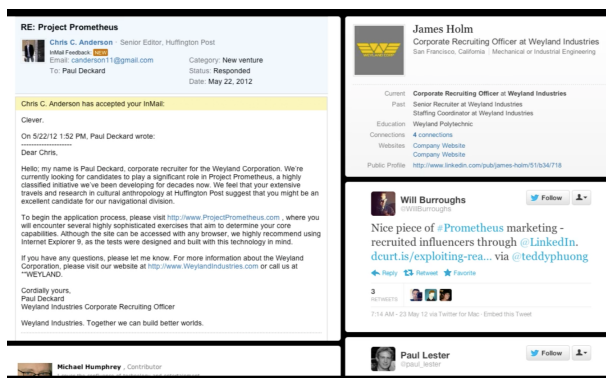 RE: Project Prometheus
Chris C. Anderson · Senior Editor, Huffington Post
InMail Feedback NEW
Email: canderson11@gmail.com
Category: New venture
To: Paul Deckard
Status: Responded
Date: May 22, 2012
Chris C. Anderson has accepted your InMail:
Clever.
On 5/22/12 1:52 PM, Paul Deckard wrote:
--------------------
Dear Chris,
Hello; my name is Paul Deckard, corporate recruiter for the Weyland Corporation. We're
currently looking for candidates to play a significant role in Project Prometheus, a highly
classified initiative we've been developing for decades now. We feel that your extensive
travels and research in cultural anthropology at Huffington Post suggest that you might be an
excellent candidate for our navigational division.
To begin the application process, please visit http://www.ProjectPrometheus.com , where you
will encounter several highly sophisticated exercises that aim to determine your core
capabilities. Although the site can be accessed with any browser, we highly recommend using
Internet Explorer 9, as the tests were designed and built with this technology in mind.
If you have any questions, please let me know. For more information about the Weyland
Corporation, please visit our website at http://www.WeylandIndustries.com or call us at
**WEYLAND.
Cordially yours,
Paul Deckard
Weyland Industries Corporate Recruiting Officer
Weyland Industries. Together we can build better worlds.
Michael Humphrey , Contributor
James Holm
Corporate Recruiting Officer at Weyland Industries
San Francisco, California | Mechanical or Industrial Engineering
Current Corporate Recruiting Officer at Weyland Industries
Past Senior Recruiter at Weyland Industries
Staffing Coordinator at Weyland Industries
Education Weyland Polytechnic
Connections 4 connections
Websites Company Website
Company Website
Public Profile http://www.linkedin.com/pub/james-holm/51/b34/718
Will Burroughs
@WillBurroughs
Follow
Nice piece of #Prometheus marketing -
recruited influencers through @LinkedIn.
dcurt.is/exploiting-rea... via @teddyphuong
Reply Retweet Favorite
3
RETWEETS
7:14 AM - 23 May 12 via Twitter for Mac · Embed this Tweet
Paul Lester
@paul_lester
Follow